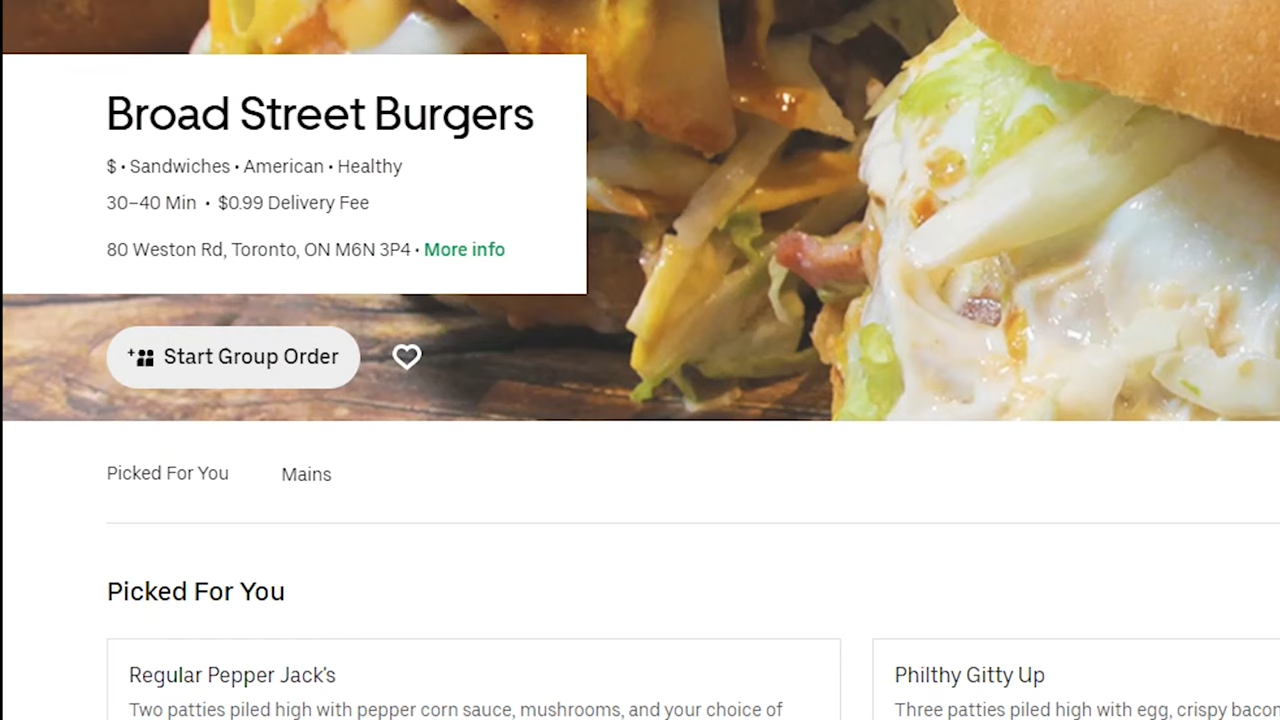 Broad Street Burgers
$ • Sandwiches • American • Healthy
30–40 Min • $0.99 Delivery Fee
80 Weston Rd, Toronto, ON M6N 3P4 • More info
Start Group Order
Picked For You
Mains
Picked For You
Regular Pepper Jack's
Two patties piled high with pepper corn sauce, mushrooms, and your choice of
Philthy Gitty Up
Three patties piled high with egg, crispy bacon